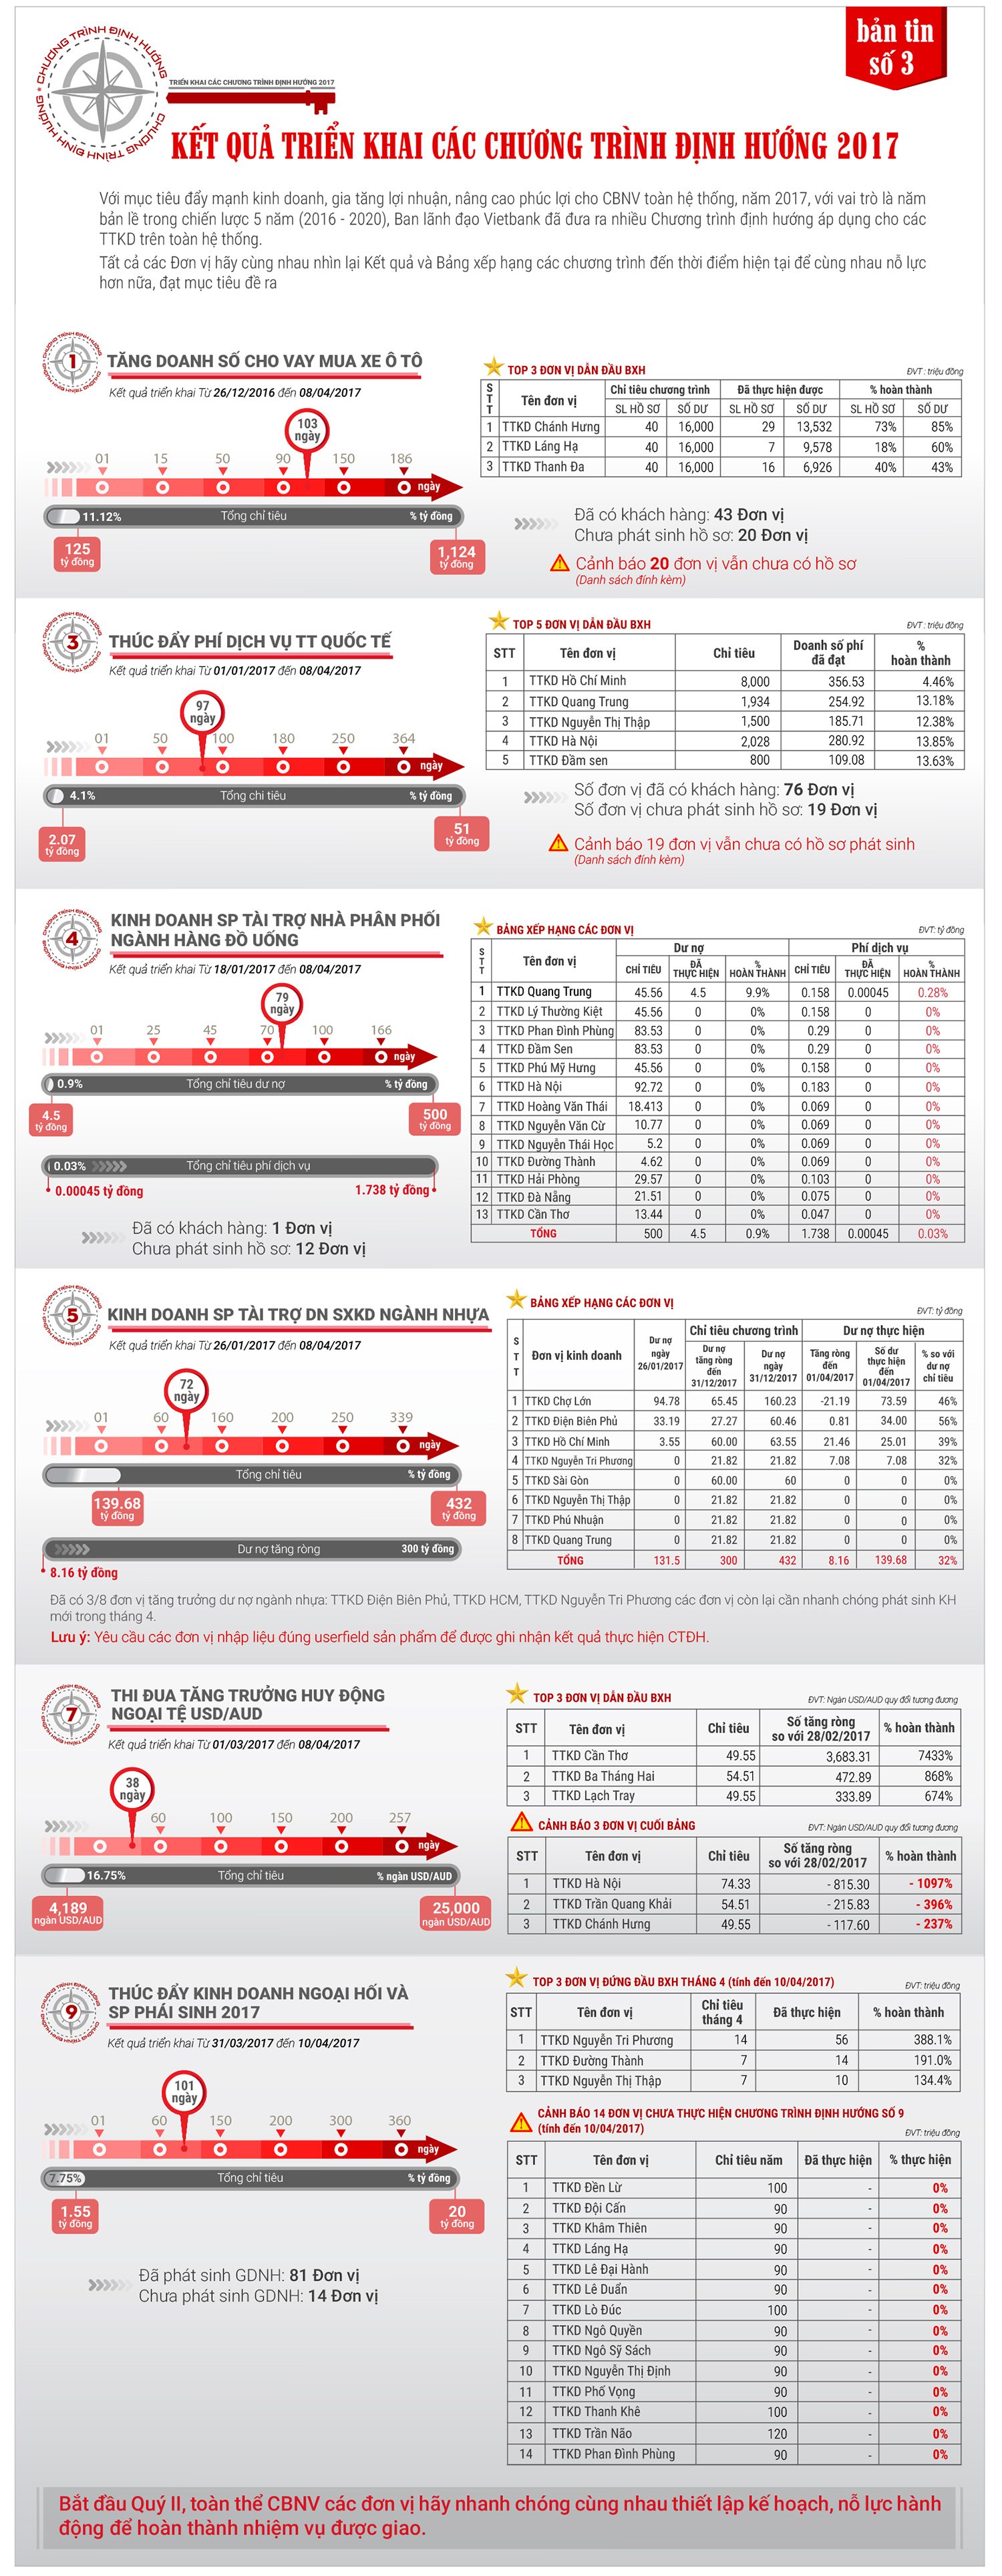 bản tin
số 3
CHƯƠNG TRÌNH ĐỊNH HƯỚNG * CHƯƠNG TRÌNH ĐỊNH HƯỚNG
TRIỂN KHAI CÁC CHƯƠNG TRÌNH ĐỊNH HƯỚNG 2017
KẾT QUẢ TRIỂN KHAI CÁC CHƯƠNG TRÌNH ĐỊNH HƯỚNG 2017
Với mục tiêu đẩy mạnh kinh doanh, gia tăng lợi nhuận, nâng cao phúc lợi cho CBNV toàn hệ thống, năm 2017, với vai trò là năm
bản lề trong chiến lược 5 năm (2016 - 2020), Ban lãnh đạo Vietbank đã đưa ra nhiều Chương trình định hướng áp dụng cho các
TTKD trên toàn hệ thống.
Tất cả các Đơn vị hãy cùng nhau nhìn lại Kết quả và Bảng xếp hạng các chương trình đến thời điểm hiện tại để cùng nhau nỗ lực
hơn nữa, đạt mục tiêu đề ra
1
TĂNG DOANH SỐ CHO VAY MUA XE Ô TÔ
Kết quả triển khai Từ 26/12/2016 đến 08/04/2017
103
ngày
01 15 50 90 150 186
ngày
11.12% Tổng chỉ tiêu % tỷ đồng
125
tỷ đồng
1,124
tỷ đồng
TOP 3 ĐƠN VỊ DẪN ĐẦU BXH
ĐVT : triệu đồng
STT Tên đơn vị Chỉ tiêu chương trình Đã thực hiện được % hoàn thành
SL HỒ SƠ SỐ DƯ SL HỒ SƠ SỐ DƯ SL HỒ SƠ SỐ DƯ
1 TTKD Chánh Hưng 40 16,000 29 13,532 73% 85%
2 TTKD Láng Hạ 40 16,000 7 9,578 18% 60%
3 TTKD Thanh Đa 40 16,000 16 6,926 40% 43%
Đã có khách hàng: 43 Đơn vị
Chưa phát sinh hồ sơ: 20 Đơn vị
Cảnh báo 20 đơn vị vẫn chưa có hồ sơ
(Danh sách đính kèm)
3
THÚC ĐẨY PHÍ DỊCH VỤ TT QUỐC TẾ
Kết quả triển khai Từ 01/01/2017 đến 08/04/2017
97
ngày
01 50 100 180 250 364
ngày
4.1% Tổng chỉ tiêu % tỷ đồng
2.07
tỷ đồng
51
tỷ đồng
TOP 5 ĐƠN VỊ DẪN ĐẦU BXH
ĐVT : triệu đồng
STT Tên đơn vị Chỉ tiêu Doanh số phí đã đạt % hoàn thành
1 TTKD Hồ Chí Minh 8,000 356.53 4.46%
2 TTKD Quang Trung 1,934 254.92 13.18%
3 TTKD Nguyễn Thị Thập 1,500 185.71 12.38%
4 TTKD Hà Nội 2,028 280.92 13.85%
5 TTKD Đầm sen 800 109.08 13.63%
Số đơn vị đã có khách hàng: 76 Đơn vị
Số đơn vị chưa phát sinh hồ sơ: 19 Đơn vị
Cảnh báo 19 đơn vị vẫn chưa có hồ sơ phát sinh
(Danh sách đính kèm)
4
KINH DOANH SP TÀI TRỢ NHÀ PHÂN PHỐI
NGÀNH HÀNG ĐỒ UỐNG
Kết quả triển khai Từ 18/01/2017 đến 08/04/2017
79
ngày
01 25 45 70 100 166
ngày
0.9% Tổng chỉ tiêu dư nợ % tỷ đồng
4.5
tỷ đồng
500
tỷ đồng
0.03% Tổng chỉ tiêu phí dịch vụ
0.00045 tỷ đồng 1.738 tỷ đồng
Đã có khách hàng: 1 Đơn vị
Chưa phát sinh hồ sơ: 12 Đơn vị
BẢNG XẾP HẠNG CÁC ĐƠN VỊ
ĐVT: tỷ đồng
STT Tên đơn vị Dư nợ Phí dịch vụ
CHỈ TIÊU ĐÃ THỰC HIỆN % HOÀN THÀNH CHỈ TIÊU ĐÃ THỰC HIỆN % HOÀN THÀNH
1 TTKD Quang Trung 45.56 4.5 9.9% 0.158 0.00045 0.28%
2 TTKD Lý Thường Kiệt 45.56 0 0% 0.158 0 0%
3 TTKD Phan Đình Phùng 83.53 0 0% 0.29 0 0%
4 TTKD Đầm Sen 83.53 0 0% 0.29 0 0%
5 TTKD Phú Mỹ Hưng 45.56 0 0% 0.158 0 0%
6 TTKD Hà Nội 92.72 0 0% 0.183 0 0%
7 TTKD Hoàng Văn Thái 18.413 0 0% 0.069 0 0%
8 TTKD Nguyễn Văn Cừ 10.77 0 0% 0.069 0 0%
9 TTKD Nguyễn Thái Học 5.2 0 0% 0.069 0 0%
10 TTKD Đường Thành 4.62 0 0% 0.069 0 0%
11 TTKD Hải Phòng 29.57 0 0% 0.103 0 0%
12 TTKD Đà Nẵng 21.51 0 0% 0.075 0 0%
13 TTKD Cần Thơ 13.44 0 0% 0.047 0 0%
TỔNG 500 4.5 0.9% 1.738 0.00045 0.03%
5
KINH DOANH SP TÀI TRỢ DN SXKD NGÀNH NHỰA
Kết quả triển khai Từ 26/01/2017 đến 08/04/2017
72
ngày
01 60 160 200 250 339
ngày
Tổng chỉ tiêu % tỷ đồng
139.68
tỷ đồng
432
tỷ đồng
Dư nợ tăng ròng 300 tỷ đồng
8.16 tỷ đồng
BẢNG XẾP HẠNG CÁC ĐƠN VỊ
ĐVT: tỷ đồng
STT Đơn vị kinh doanh Dư nợ ngày 26/01/2017 Chỉ tiêu chương trình Dư nợ thực hiện
Dư nợ tăng ròng đến 31/12/2017 Dư nợ ngày 31/12/2017 Tăng ròng đến 01/04/2017 Số dư thực hiện đến 01/04/2017 % so với dư nợ chỉ tiêu
1 TTKD Chợ Lớn 94.78 65.45 160.23 -21.19 73.59 46%
2 TTKD Điện Biên Phủ 33.19 27.27 60.46 0.81 34.00 56%
3 TTKD Hồ Chí Minh 3.55 60.00 63.55 21.46 25.01 39%
4 TTKD Nguyễn Tri Phương 0 21.82 21.82 7.08 7.08 32%
5 TTKD Sài Gòn 0 60.00 60 0 0 0%
6 TTKD Nguyễn Thị Thập 0 21.82 21.82 0 0 0%
7 TTKD Phú Nhuận 0 21.82 21.82 0 0 0%
8 TTKD Quang Trung 0 21.82 21.82 0 0 0%
TỔNG 131.5 300 432 8.16 139.68 32%
Đã có 3/8 đơn vị tăng trưởng dư nợ ngành nhựa: TTKD Điện Biên Phủ, TTKD HCM, TTKD Nguyễn Tri Phương các đơn vị còn lại cần nhanh chóng phát sinh KH
mới trong tháng 4.
Lưu ý: Yêu cầu các đơn vị nhập liệu đúng userfield sản phẩm để được ghi nhận kết quả thực hiện CTĐH.
7
THI ĐUA TĂNG TRƯỞNG HUY ĐỘNG
NGOẠI TỆ USD/AUD
Kết quả triển khai Từ 01/03/2017 đến 08/04/2017
38
ngày
60 100 150 200 257
ngày
16.75% Tổng chỉ tiêu % ngàn USD/AUD
4,189
ngàn USD/AUD
25,000
ngàn USD/AUD
TOP 3 ĐƠN VỊ DẪN ĐẦU BXH
ĐVT: Ngàn USD/AUD quy đổi tương đương
STT Tên đơn vị Chỉ tiêu Số tăng ròng so với 28/02/2017 % hoàn thành
1 TTKD Cần Thơ 49.55 3,683.31 7433%
2 TTKD Ba Tháng Hai 54.51 472.89 868%
3 TTKD Lạch Tray 49.55 333.89 674%
CẢNH BÁO 3 ĐƠN VỊ CUỐI BẢNG
ĐVT: Ngàn USD/AUD quy đổi tương đương
STT Tên đơn vị Chỉ tiêu Số tăng ròng so với 28/02/2017 % hoàn thành
1 TTKD Hà Nội 74.33 - 815.30 - 1097%
2 TTKD Trần Quang Khải 54.51 - 215.83 - 396%
3 TTKD Chánh Hưng 49.55 - 117.60 - 237%
9
THÚC ĐẨY KINH DOANH NGOẠI HỐI VÀ
SP PHÁI SINH 2017
Kết quả triển khai Từ 31/03/2017 đến 10/04/2017
101
ngày
01 60 150 200 300 360
ngày
7.75% Tổng chỉ tiêu % tỷ đồng
1.55
tỷ đồng
20
tỷ đồng
Đã phát sinh GDNH: 81 Đơn vị
Chưa phát sinh GDNH: 14 Đơn vị
TOP 3 ĐƠN VỊ ĐỨNG ĐẦU BXH THÁNG 4 (tính đến 10/04/2017)
ĐVT: triệu đồng
STT Tên đơn vị Chỉ tiêu tháng 4 Đã thực hiện % hoàn thành
1 TTKD Nguyễn Tri Phương 14 56 388.1%
2 TTKD Đường Thành 7 14 191.0%
3 TTKD Nguyễn Thị Thập 7 10 134.4%
CẢNH BÁO 14 ĐƠN VỊ CHƯA THỰC HIỆN CHƯƠNG TRÌNH ĐỊNH HƯỚNG SỐ 9
(tính đến 10/04/2017)
ĐVT: triệu đồng
STT Tên đơn vị Chỉ tiêu năm Đã thực hiện % thực hiện
1 TTKD Đền Lừ 100 - 0%
2 TTKD Đội Cấn 90 - 0%
3 TTKD Khâm Thiên 90 - 0%
4 TTKD Láng Hạ 90 - 0%
5 TTKD Lê Đại Hành 90 - 0%
6 TTKD Lê Duẩn 90 - 0%
7 TTKD Lò Đúc 100 - 0%
8 TTKD Ngô Quyền 90 - 0%
9 TTKD Ngô Sỹ Sách 90 - 0%
10 TTKD Nguyễn Thị Định 90 - 0%
11 TTKD Phố Vọng 90 - 0%
12 TTKD Thanh Khê 100 - 0%
13 TTKD Trần Não 120 - 0%
14 TTKD Phan Đình Phùng 90 - 0%
Bắt đầu Quý II, toàn thể CBNV các đơn vị hãy nhanh chóng cùng nhau thiết lập kế hoạch, nỗ lực hành
động để hoàn thành nhiệm vụ được giao.